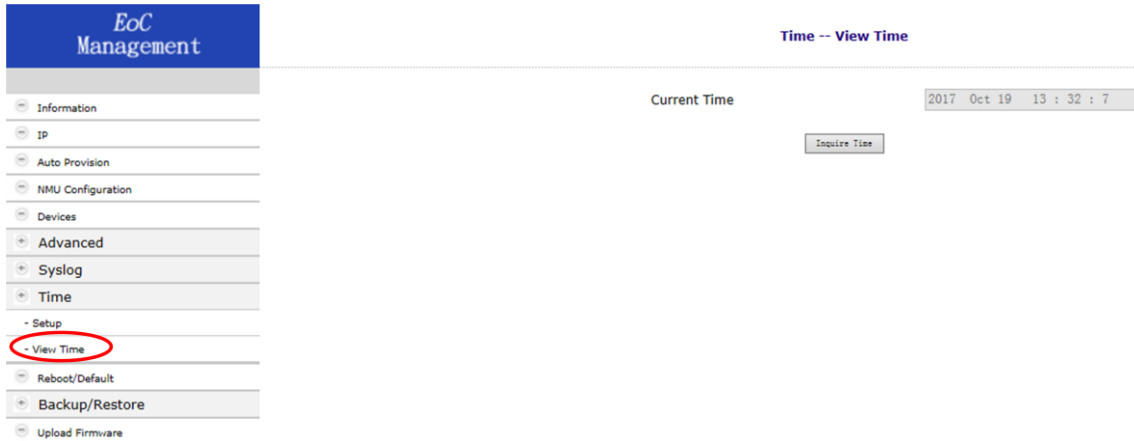 EoC
Management
Information
IP
Auto Provision
NMU Configuration
Devices
Advanced
Syslog
Time
- Setup
- View Time
Reboot/Default
Backup/Restore
Upload Firmware
Time -- View Time
Current Time 2017 Oct 19 13 : 32 : 7
Inquire Time